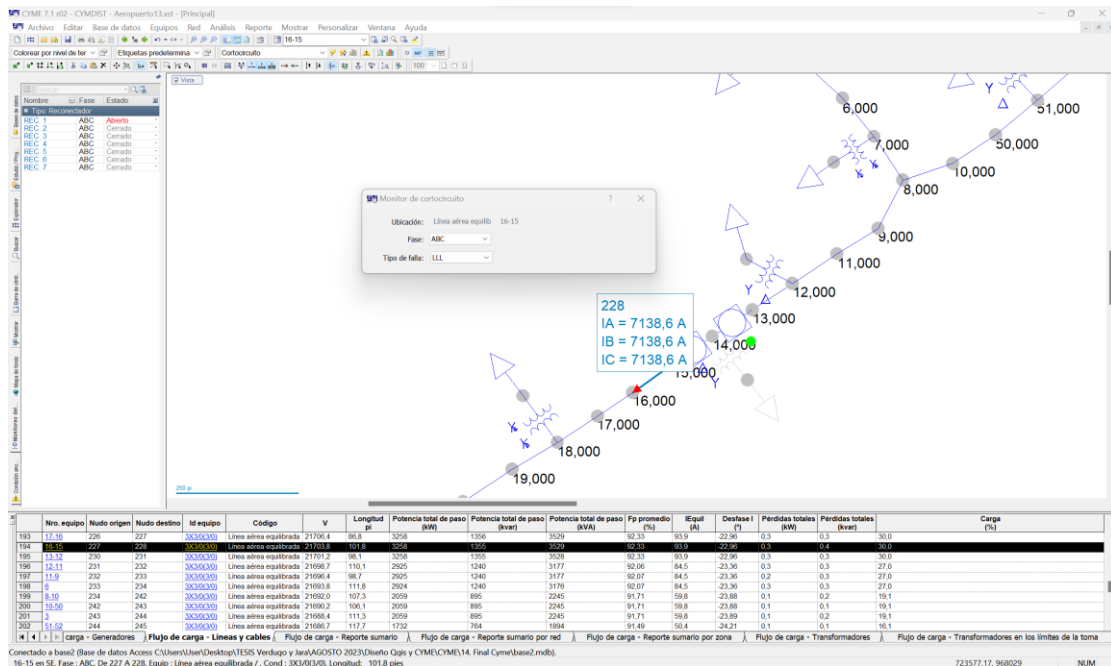 CYME 7.1 r02 - CYMDIST - Aeropuerto13.ast - [Principal]
Archivo Editar Base de datos Equipos Red Análisis Reporte Mostrar Personalizar Ventana Ayuda
16-15
Colorear por nivel de ter Etiquetas predetermina Cortocircuito
100
Vista
Nombre Fase Estado
Tipo: Reconectador
REC 1 ABC Abierto
REC 2 ABC Cerrado
REC 3 ABC Cerrado
REC 4 ABC Cerrado
REC 5 ABC Cerrado
REC 6 ABC Cerrado
REC 7 ABC Cerrado
Monitor de cortocircuito ? ×
Ubicación: Línea aérea equilib 16-15
Fase: ABC
Tipo de falla: LLL
6,000
51,000
7,000
50,000
10,000
8,000
9,000
11,000
12,000
13,000
14,000
15,000
16,000
17,000
18,000
19,000
228
IA = 7138,6 A
IB = 7138,6 A
IC = 7138,6 A
250 pi
Nro. equipo Nudo origen Nudo destino Id equipo Código V Longitud pi Potencia total de paso (kW) Potencia total de paso (kvar) Potencia total de paso (kVA) Fp promedio (%) IEquil (A) Desfase I (°) Pérdidas totales (kW) Pérdidas totales (kvar) Carga (%)
193 17-16 226 227 3X3/0(3/0) Línea aérea equilibrada 21706,4 86,8 3258 1356 3529 92,33 93,9 -22,96 0,3 0,3 30,0
194 16-15 227 228 3X3/0(3/0) Línea aérea equilibrada 21703,8 101,8 3258 1355 3529 92,33 93,9 -22,96 0,3 0,4 30,0
195 13-12 230 231 3X3/0(3/0) Línea aérea equilibrada 21701,2 98,1 3258 1355 3528 92,33 93,9 -22,96 0,3 0,3 30,0
196 12-11 231 232 3X3/0(3/0) Línea aérea equilibrada 21698,7 110,1 2925 1240 3177 92,06 84,5 -23,36 0,3 0,3 27,0
197 11-9 232 233 3X3/0(3/0) Línea aérea equilibrada 21696,4 98,7 2925 1240 3177 92,07 84,5 -23,36 0,2 0,3 27,0
198 6 233 234 3X3/0(3/0) Línea aérea equilibrada 21693,8 111,8 2924 1240 3176 92,07 84,5 -23,36 0,3 0,3 27,0
199 8-10 234 242 3X3/0(3/0) Línea aérea equilibrada 21692,0 107,3 2059 895 2245 91,71 59,8 -23,88 0,1 0,2 19,1
200 10-50 242 243 3X3/0(3/0) Línea aérea equilibrada 21690,2 106,1 2059 895 2245 91,71 59,8 -23,89 0,1 0,2 19,1
201 3 243 244 3X3/0(3/0) Línea aérea equilibrada 21688,4 111,3 2059 895 2245 91,71 59,8 -23,89 0,1 0,2 19,1
202 51-52 244 245 3X3/0(3/0) Línea aérea equilibrada 21686,7 117,7 1732 764 1894 91,49 50,4 -24,21 0,1 0,1 16,1
carga - Generadores Flujo de carga - Líneas y cables Flujo de carga - Reporte sumario Flujo de carga - Reporte sumario por red Flujo de carga - Reporte sumario por zona Flujo de carga - Transformadores Flujo de carga - Transformadores en los límites de la toma
Conectado a base2 (Base de datos Access C:\Users\User\Desktop\TESIS Verdugo y Jara\AGOSTO 2023\Diseño Qgis y CYME\CYME\14. Final Cyme\base2.mdb).
16-15 en SE, Fase : ABC, De 227 A 228, Equip : Línea aérea equilibrada / , Cond : 3X3/0(3/0), Longitud: 101,8 pies 723577.17, 968029 NUM